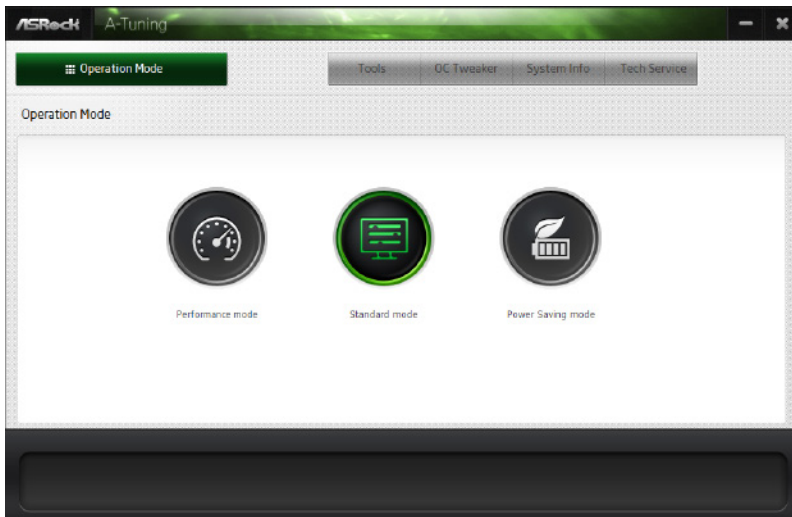 ASRock A-Tuning
Operation Mode Tools OC Tweaker System Info Tech Service
Operation Mode
Performance mode Standard mode Power Saving mode